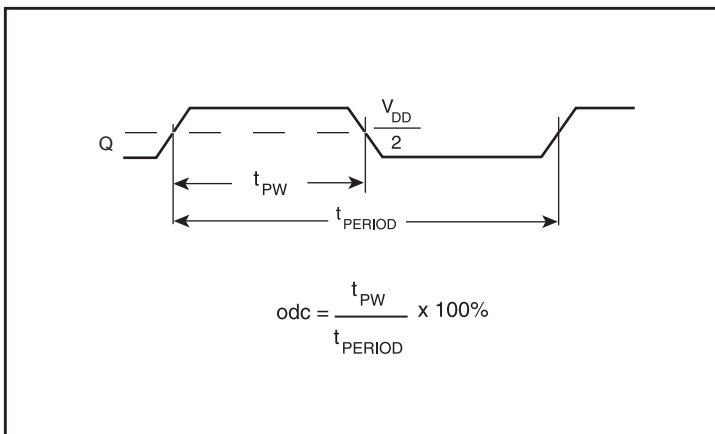 V_DD
Q
2
t_PW
t_PERIOD
odc = t_PW
x 100%
t_PERIOD